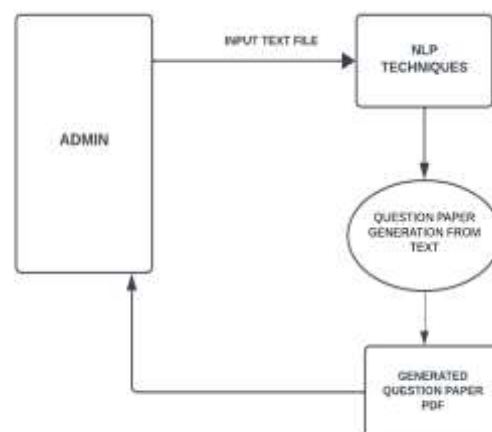 INPUT TEXT FILE
NLP
TECHNIQUES
ADMIN
QUESTION PAPER
GENERATION FROM
TEXT
GENERATED
QUESTION PAPER
PDF